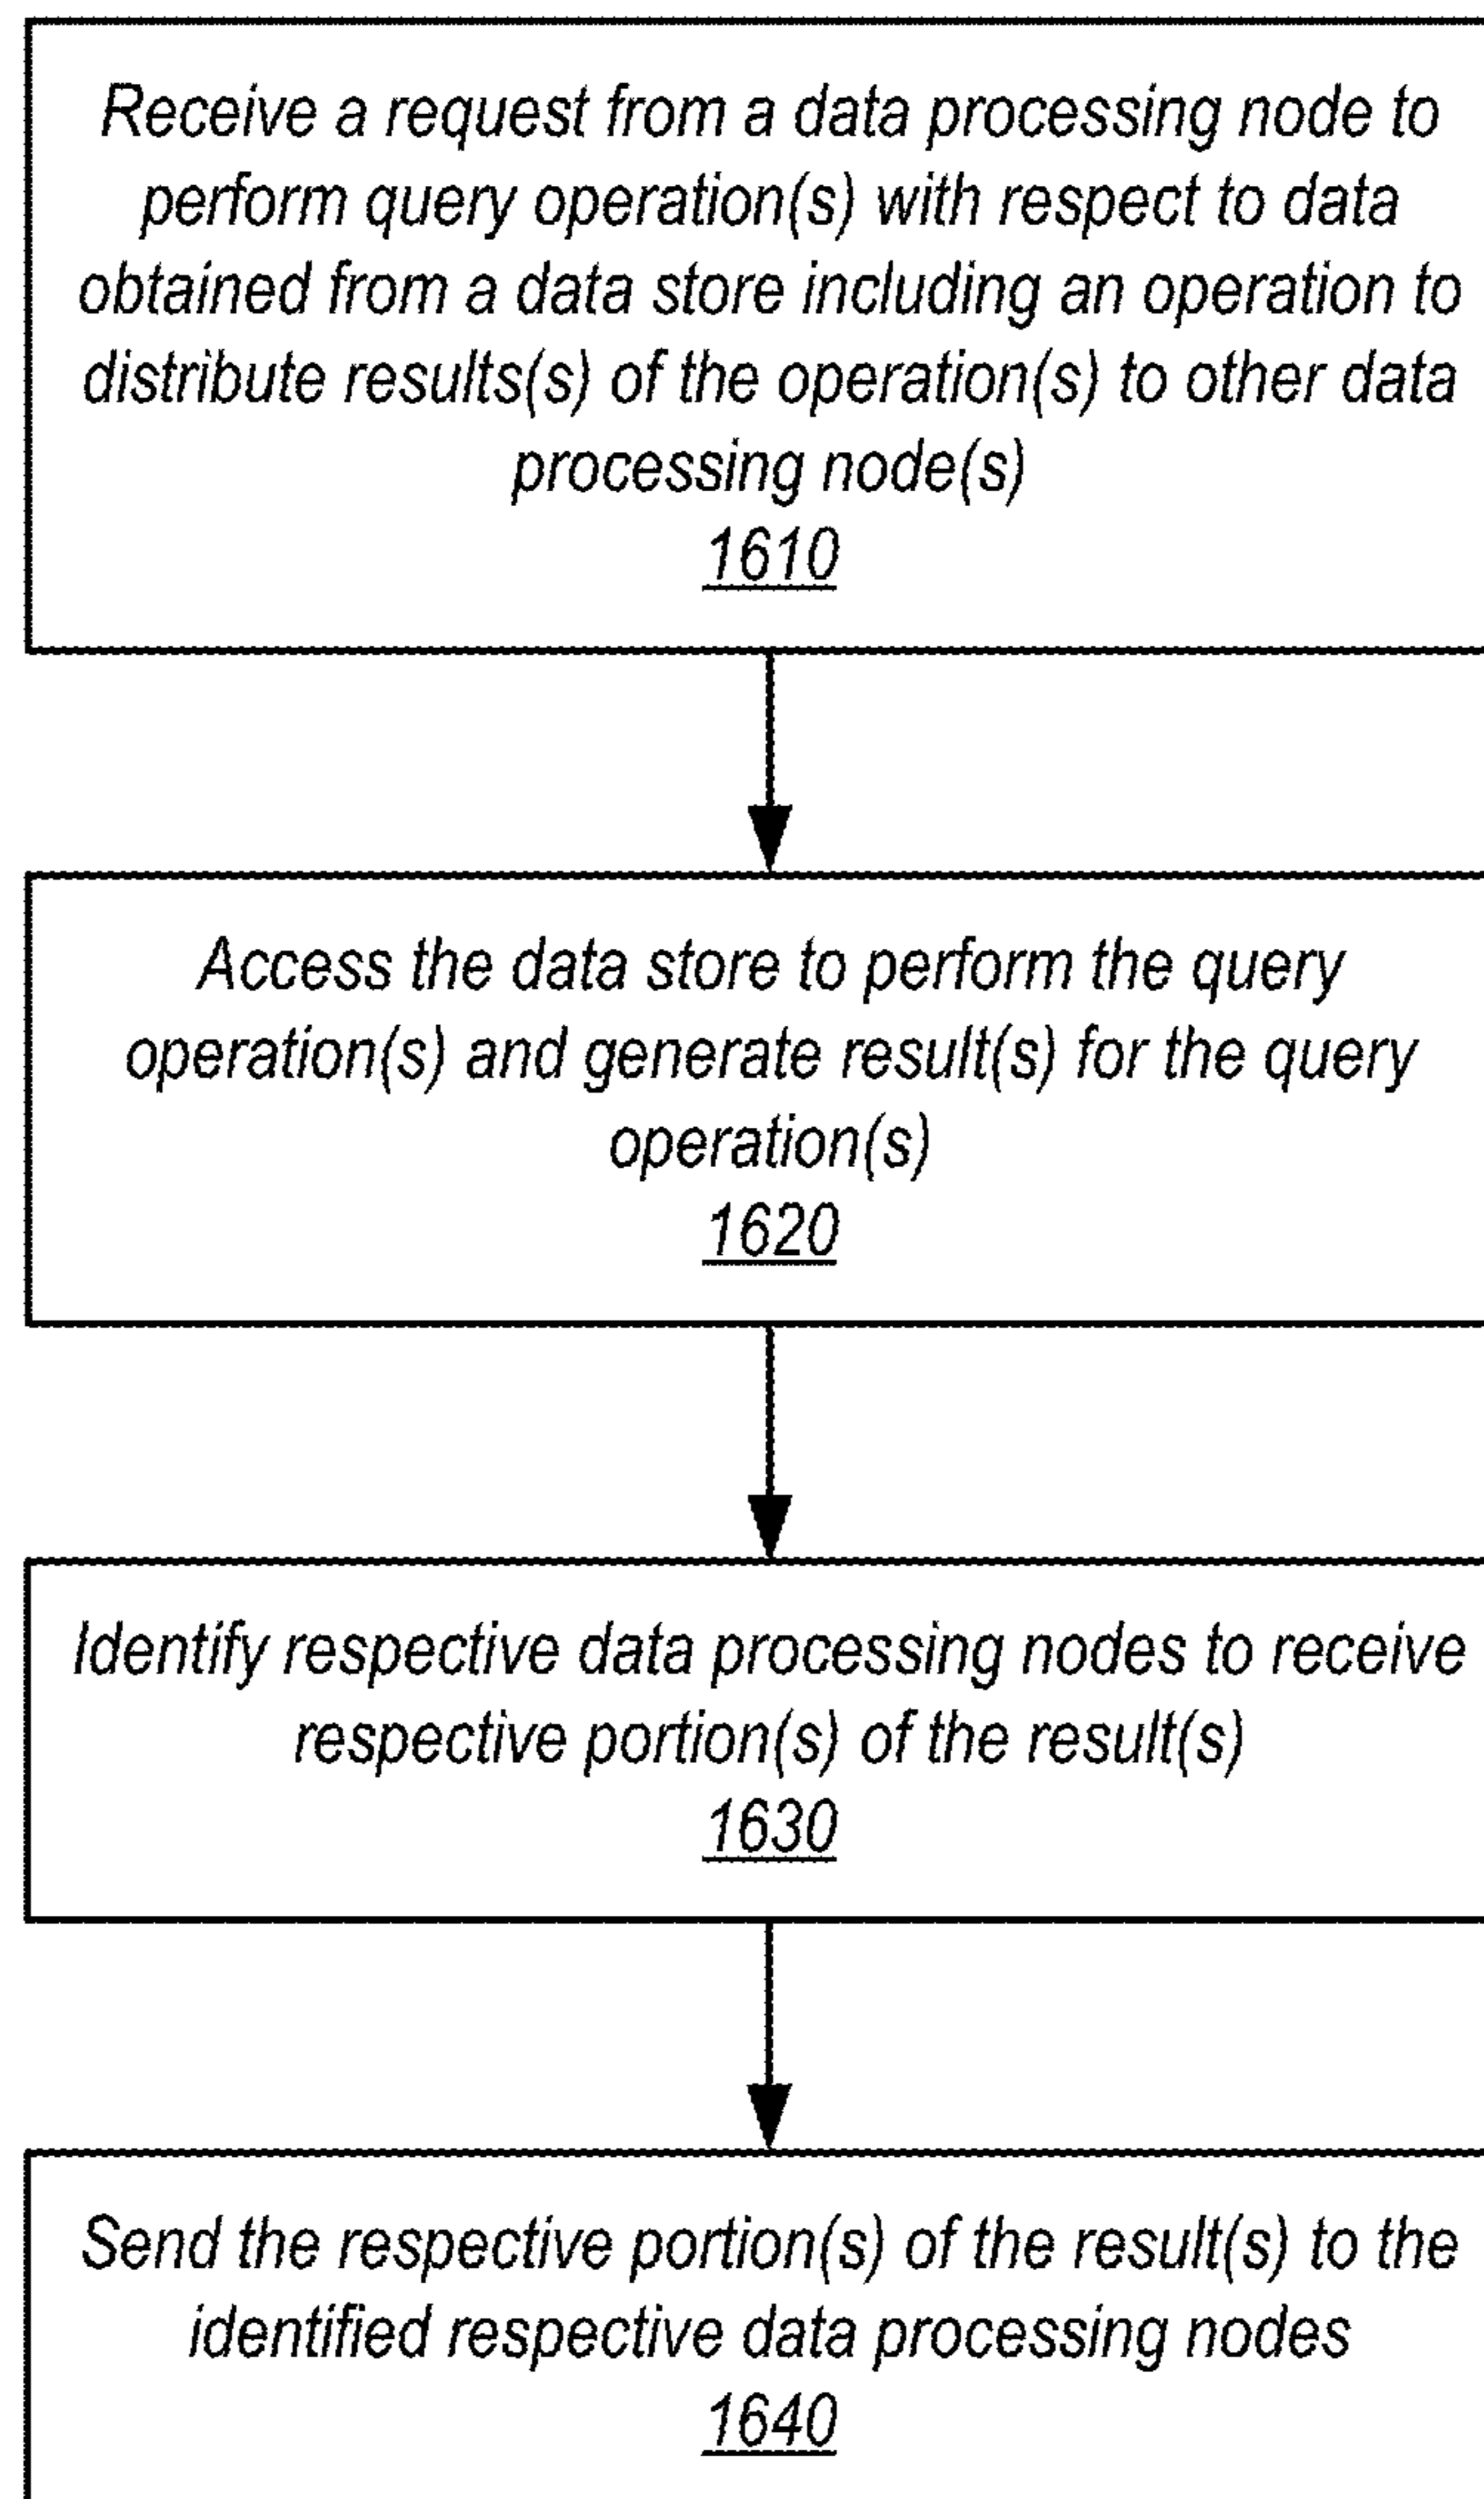 Receive a request from a data processing node to
perform query operation(s) with respect to data
obtained from a data store including an operation to
distribute results(s) of the operation(s) to other data
processing node(s)
1610
Access the data store to perform the query
operation(s) and generate result(s) for the query
operation(s)
1620
Identify respective data processing nodes to receive
respective portion(s) of the result(s)
1630
Send the respective portion(s) of the result(s) to the
identified respective data processing nodes
1640